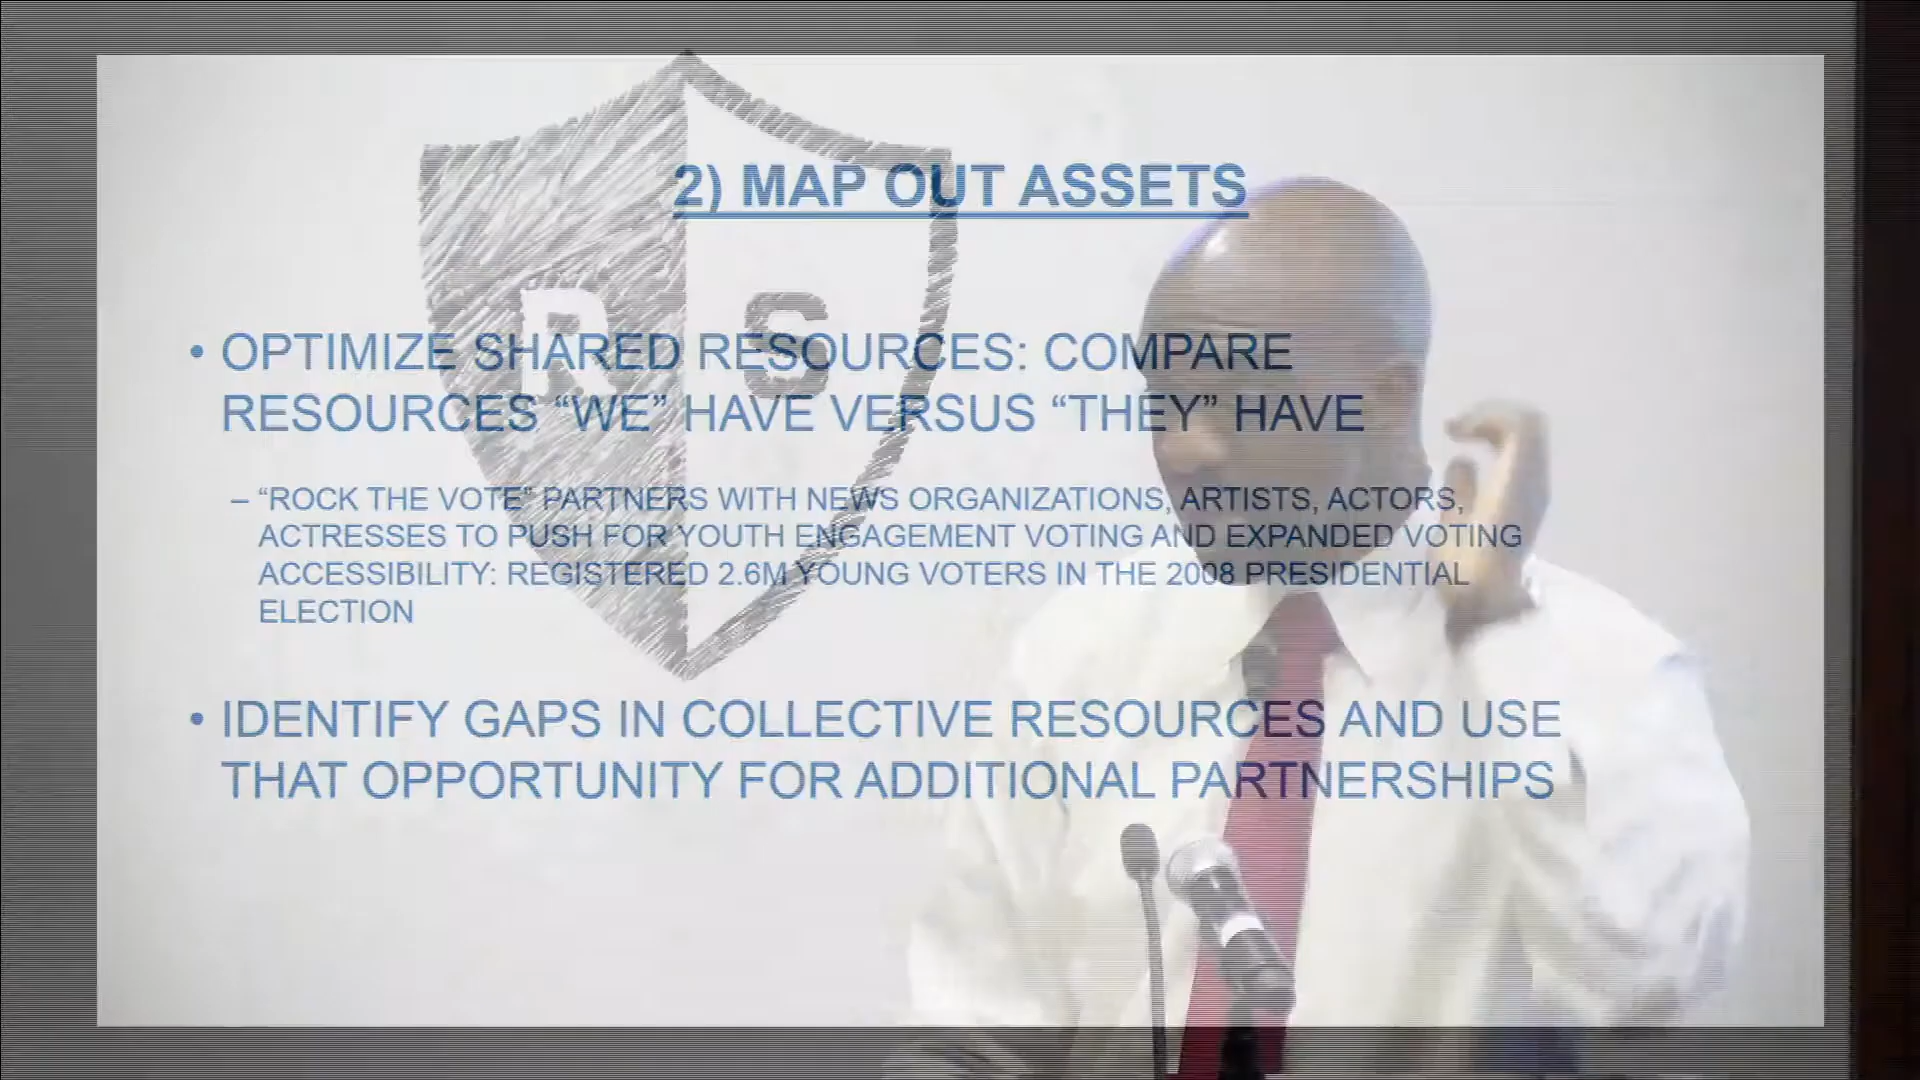 2) MAP OUT ASSETS
R S
• OPTIMIZE SHARED RESOURCES: COMPARE
RESOURCES “WE” HAVE VERSUS “THEY” HAVE
– “ROCK THE VOTE” PARTNERS WITH NEWS ORGANIZATIONS, ARTISTS, ACTORS,
ACTRESSES TO PUSH FOR YOUTH ENGAGEMENT VOTING AND EXPANDED VOTING
ACCESSIBILITY: REGISTERED 2.6M YOUNG VOTERS IN THE 2008 PRESIDENTIAL
ELECTION
• IDENTIFY GAPS IN COLLECTIVE RESOURCES AND USE
THAT OPPORTUNITY FOR ADDITIONAL PARTNERSHIPS